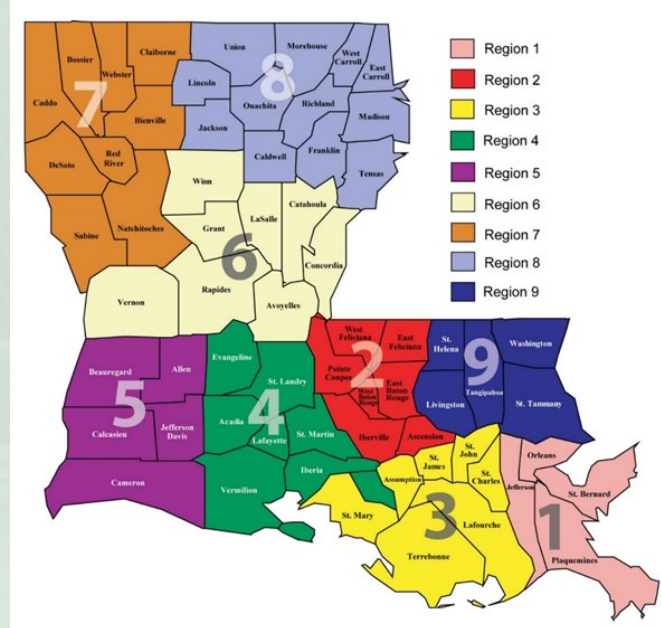 Region 1
Region 2
Region 3
Region 4
Region 5
Region 6
Region 7
Region 8
Region 9
Bossier
Webster
Claiborne
Caddo
7
Bienville
DeSoto
Red
River
Sabine
Natchitoches
Union
Morehouse
West
Carroll
East
Carroll
Lincoln
8
Ouachita
Richland
Madison
Jackson
Caldwell
Franklin
Tensas
Winn
Grant
LaSalle
Catahoula
6
Concordia
Vernon
Rapides
Avoyelles
Beauregard
Allen
5
Calcasieu
Jefferson
Davis
Cameron
Evangeline
St. Landry
4
Acadia
Lafayette
St. Martin
Iberia
Vermilion
West
Feliciana
East
Feliciana
2
Pointe
Coupee
West
Baton
Rouge
East
Baton
Rouge
Iberville
Ascension
St.
Helena
9
Washington
Livingston
Tangipahoa
St. Tammany
St.
James
St.
John
St.
Charles
Assumption
St. Mary
3
Lafourche
Terrebonne
Orleans
Jefferson
St. Bernard
1
Plaquemines